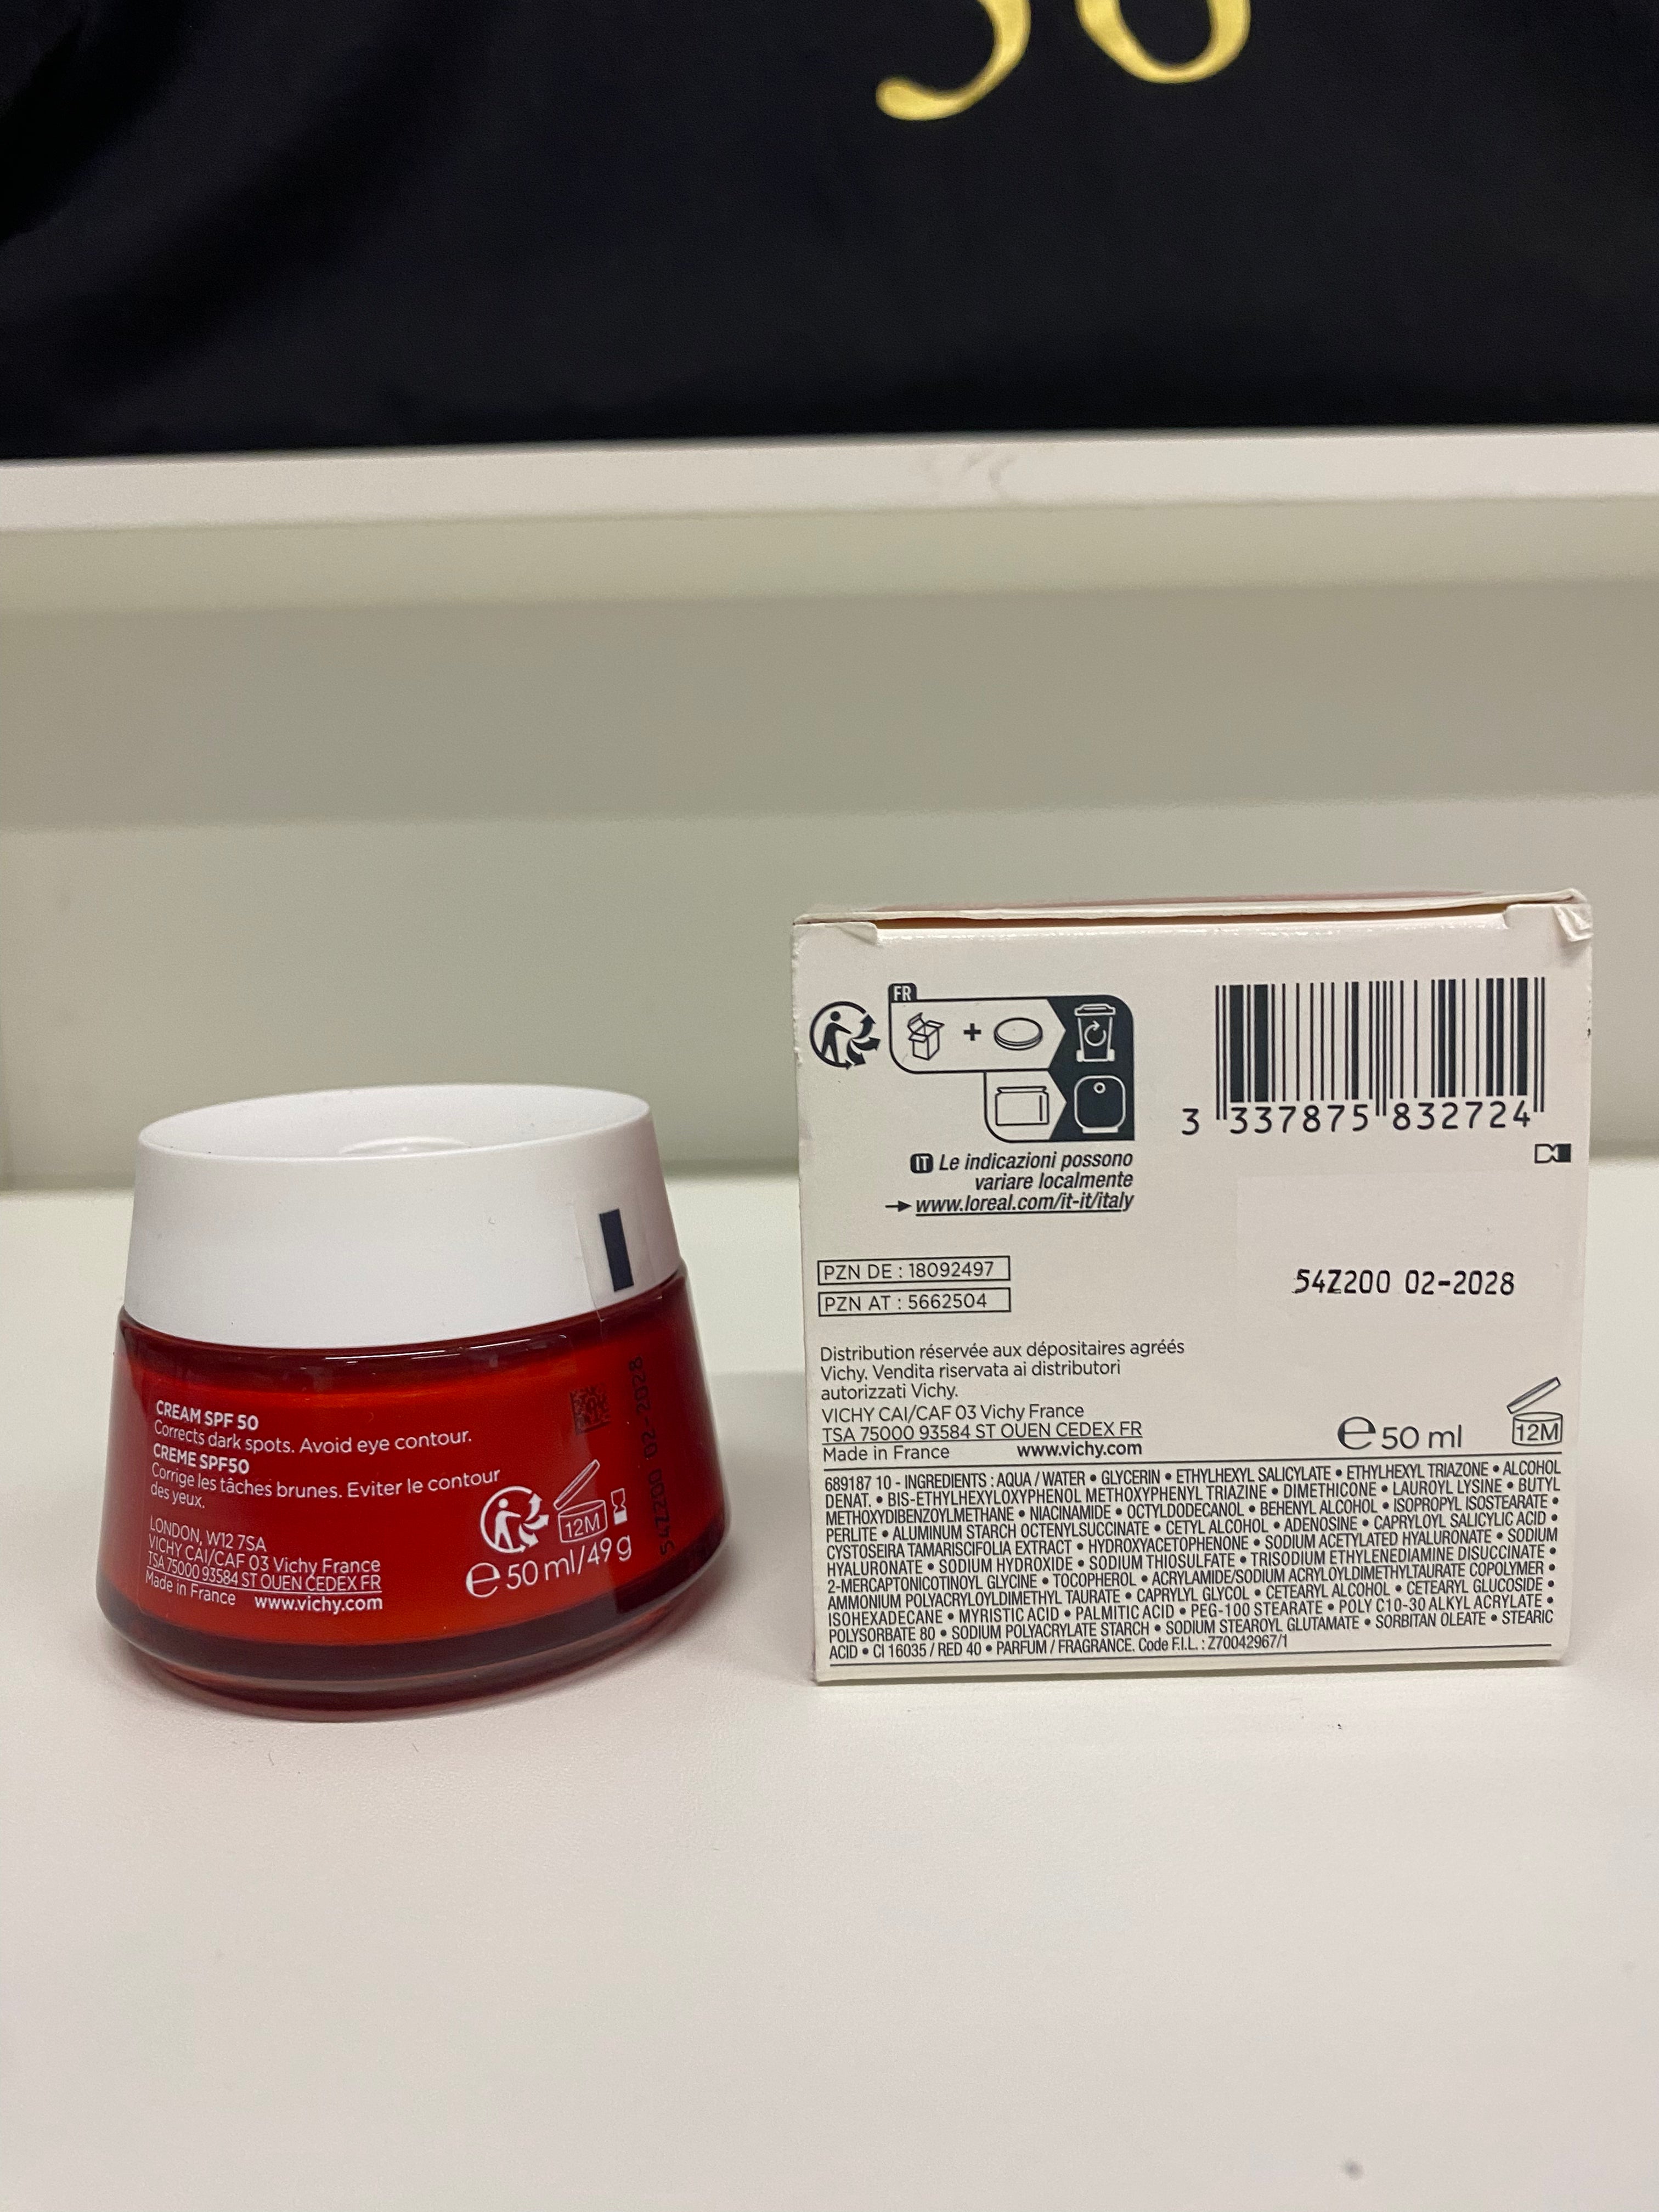 CREAM SPF 50
Corrects dark spots. Avoid eye contour.
CREME SPF50
Corrige les tâches brunes. Eviter le contour
des yeux.
LONDON, W12 7SA
VICHY CAI/CAF 03 Vichy France
TSA 75000 93584 ST OUEN CEDEX FR
Made in France www.vichy.com
12M
e 50 ml/49 g
54Z200 02-2028
FR
3 337875 832724
IT Le indicazioni possono
variare localmente
→ www.loreal.com/it-it/italy
PZN DE : 18092497
PZN AT : 5662504
54Z200 02-2028
Distribution réservée aux dépositaires agréés
Vichy. Vendita riservata ai distributori
autorizzati Vichy.
VICHY CAI/CAF 03 Vichy France
TSA 75000 93584 ST OUEN CEDEX FR
Made in France www.vichy.com
e 50 ml
12M
689187 10 - INGREDIENTS : AQUA / WATER • GLYCERIN • ETHYLHEXYL SALICYLATE • ETHYLHEXYL TRIAZONE • ALCOHOL
DENAT. • BIS-ETHYLHEXYLOXYPHENOL METHOXYPHENYL TRIAZINE • DIMETHICONE • LAUROYL LYSINE • BUTYL
METHOXYDIBENZOYLMETHANE • NIACINAMIDE • OCTYLDODECANOL • BEHENYL ALCOHOL • ISOPROPYL ISOSTEARATE •
PERLITE • ALUMINUM STARCH OCTENYLSUCCINATE • CETYL ALCOHOL • ADENOSINE • CAPRYLOYL SALICYLIC ACID •
CYSTOSEIRA TAMARISCIFOLIA EXTRACT • HYDROXYACETOPHENONE • SODIUM ACETYLATED HYALURONATE • SODIUM
HYALURONATE • SODIUM HYDROXIDE • SODIUM THIOSULFATE • TRISODIUM ETHYLENEDIAMINE DISUCCINATE •
2-MERCAPTONICOTINOYL GLYCINE • TOCOPHEROL • ACRYLAMIDE/SODIUM ACRYLOYLDIMETHYLTAURATE COPOLYMER •
AMMONIUM POLYACRYLOYLDIMETHYL TAURATE • CAPRYLYL GLYCOL • CETEARYL ALCOHOL • CETEARYL GLUCOSIDE •
ISOHEXADECANE • MYRISTIC ACID • PALMITIC ACID • PEG-100 STEARATE • POLY C10-30 ALKYL ACRYLATE •
POLYSORBATE 80 • SODIUM POLYACRYLATE STARCH • SODIUM STEAROYL GLUTAMATE • SORBITAN OLEATE • STEARIC
ACID • CI 16035 / RED 40 • PARFUM / FRAGRANCE. Code F.I.L. : Z70042967/1